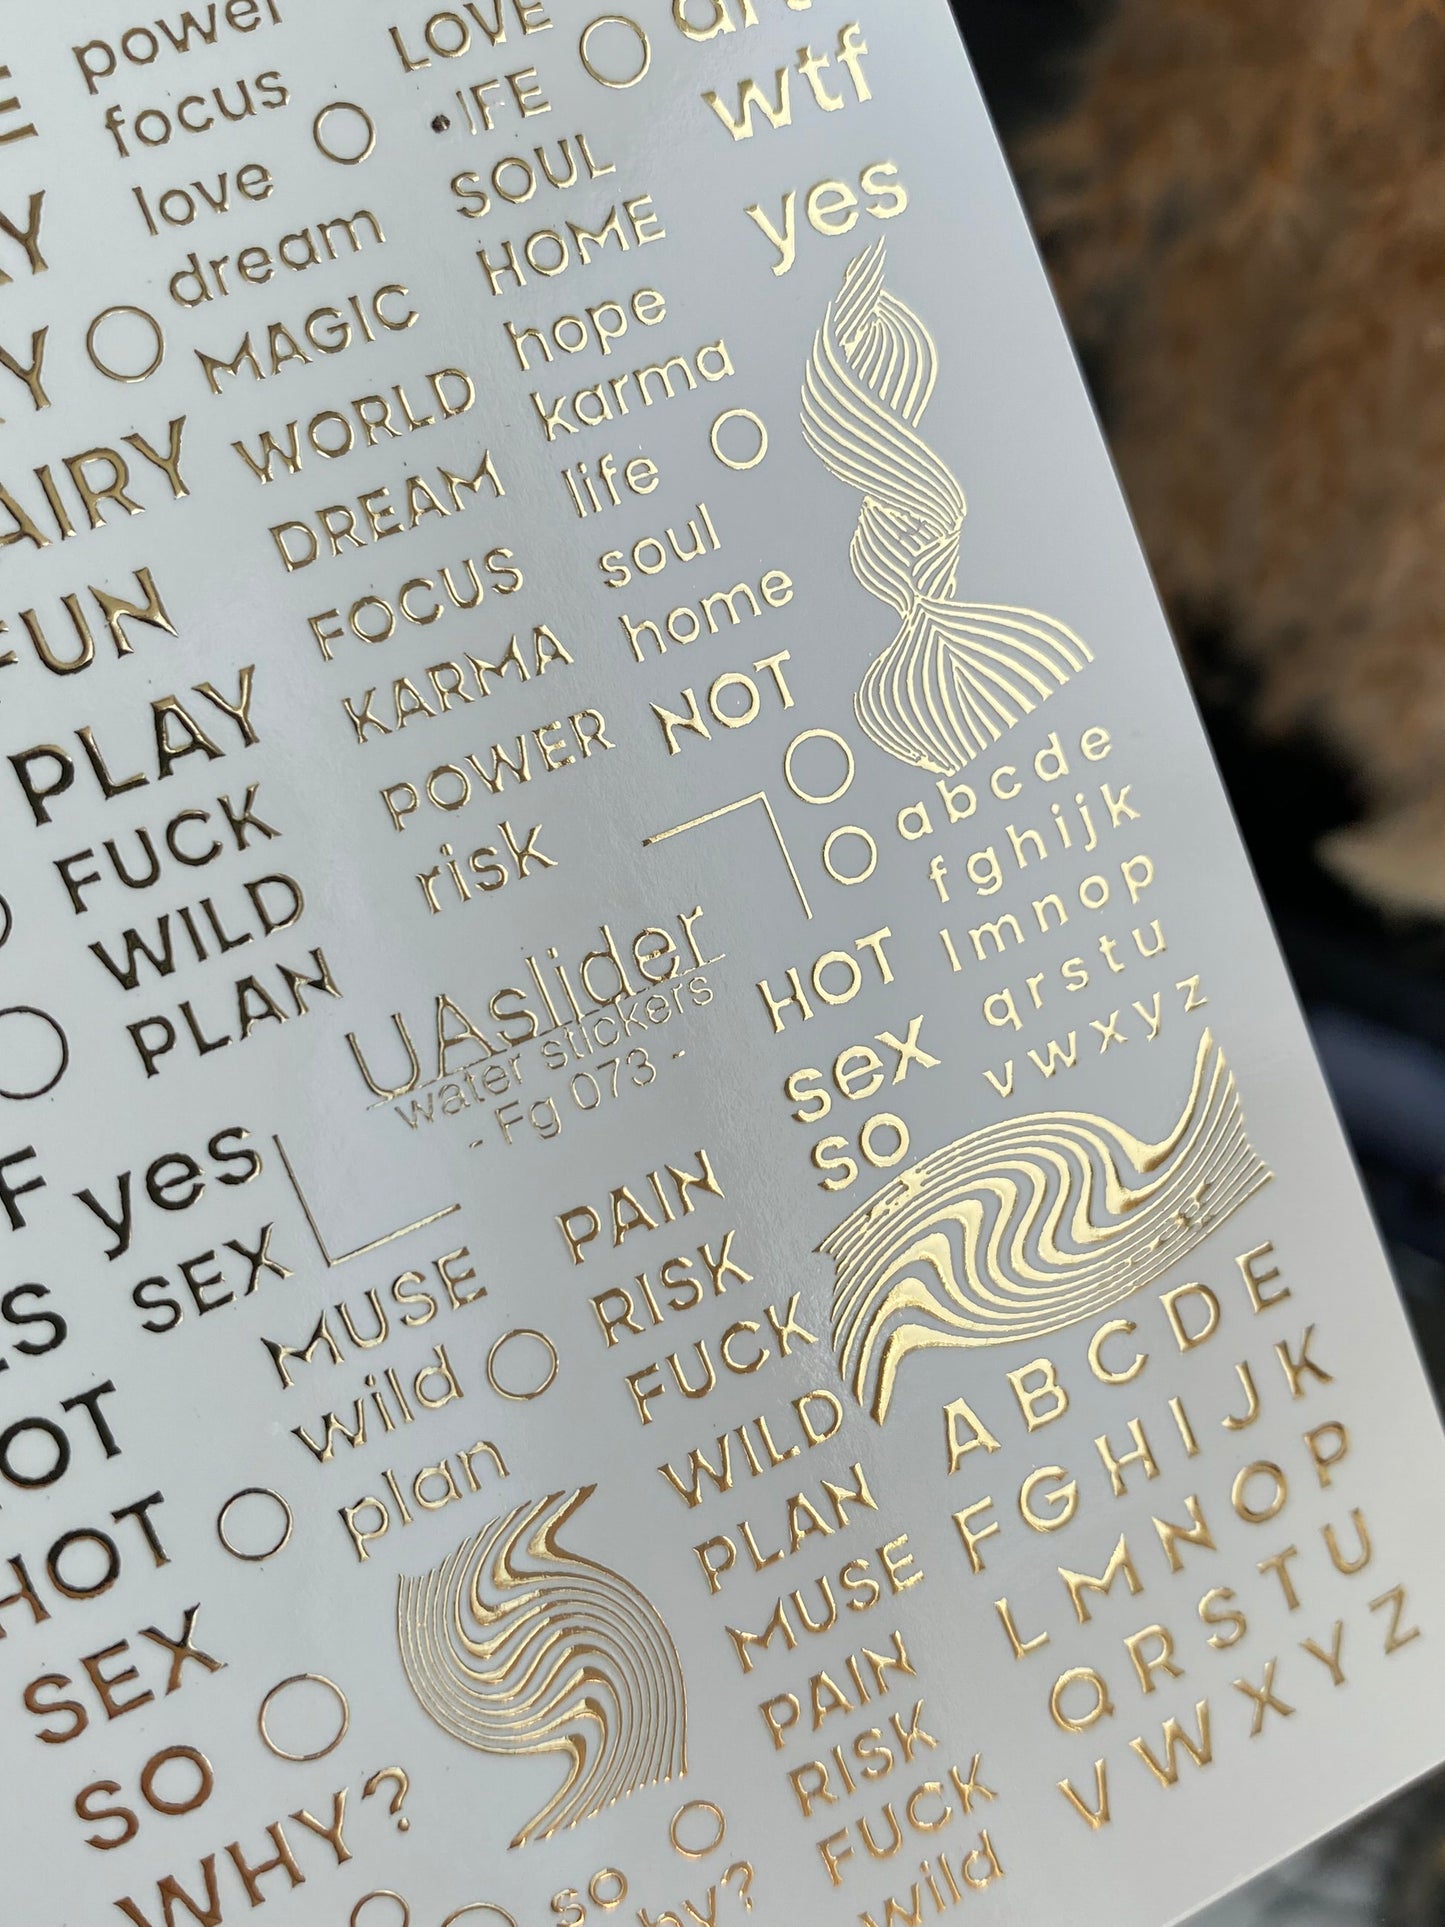 power
focus
love
dream
MAGIC
WORLD
DREAM
FOCUS
KARMA
POWER
risk
LOVE
IFE
SOUL
HOME
hope
karma
life
soul
home
NOT
wtf
yes
AIRY
FUN
PLAY
FUCK
WILD
PLAN
UAslider
water stickers
- Fg 073 -
abcde
fghijk
lmnop
qrstu
vwxyz
HOT
sex
so
yes
SEX
MUSE
wild
plan
PAIN
RISK
FUCK
WILD
PLAN
MUSE
PAIN
RISK
FUCK
wild
ABCDE
FGHIJK
LMNOP
QRSTU
VWXYZ
OT
HOT
SEX
SO
WHY?
so